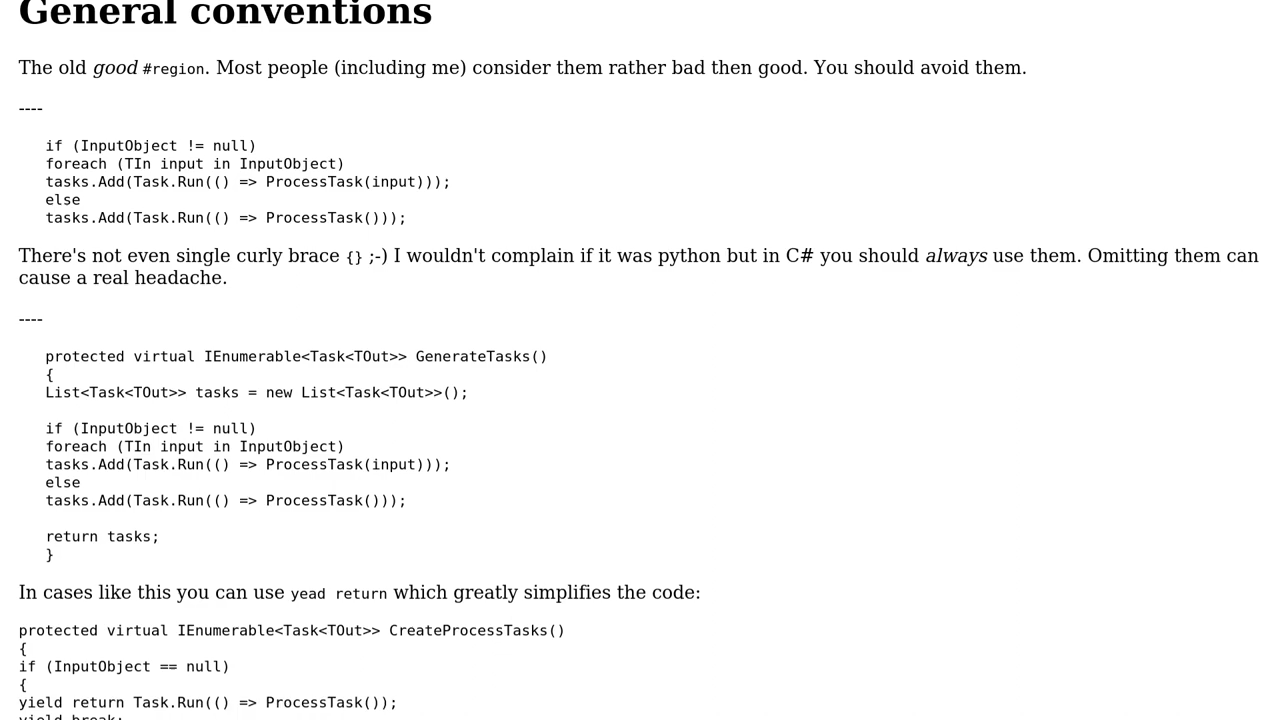 General conventions
The old good #region. Most people (including me) consider them rather bad then good. You should avoid them.
----
if (InputObject != null)
foreach (TIn input in InputObject)
tasks.Add(Task.Run(() => ProcessTask(input)));
else
tasks.Add(Task.Run(() => ProcessTask()));
There's not even single curly brace {} ;-) I wouldn't complain if it was python but in C# you should always use them. Omitting them can
cause a real headache.
----
protected virtual IEnumerable<Task<TOut>> GenerateTasks()
{
List<Task<TOut>> tasks = new List<Task<TOut>>();
if (InputObject != null)
foreach (TIn input in InputObject)
tasks.Add(Task.Run(() => ProcessTask(input)));
else
tasks.Add(Task.Run(() => ProcessTask()));
return tasks;
}
In cases like this you can use yead return which greatly simplifies the code:
protected virtual IEnumerable<Task<TOut>> CreateProcessTasks()
{
if (InputObject == null)
{
yield return Task.Run(() => ProcessTask());
yield break;